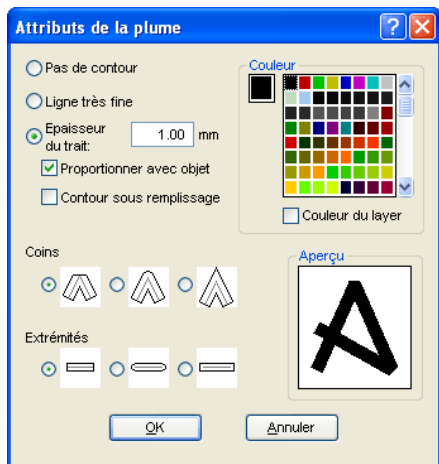 Attributs de la plume
Pas de contour
Ligne très fine
Epaisseur
du trait:
1.00 mm
Proportionner avec objet
Contour sous remplissage
Couleur
Couleur du layer
Coins
Extrémités
Aperçu
OK
Annuler